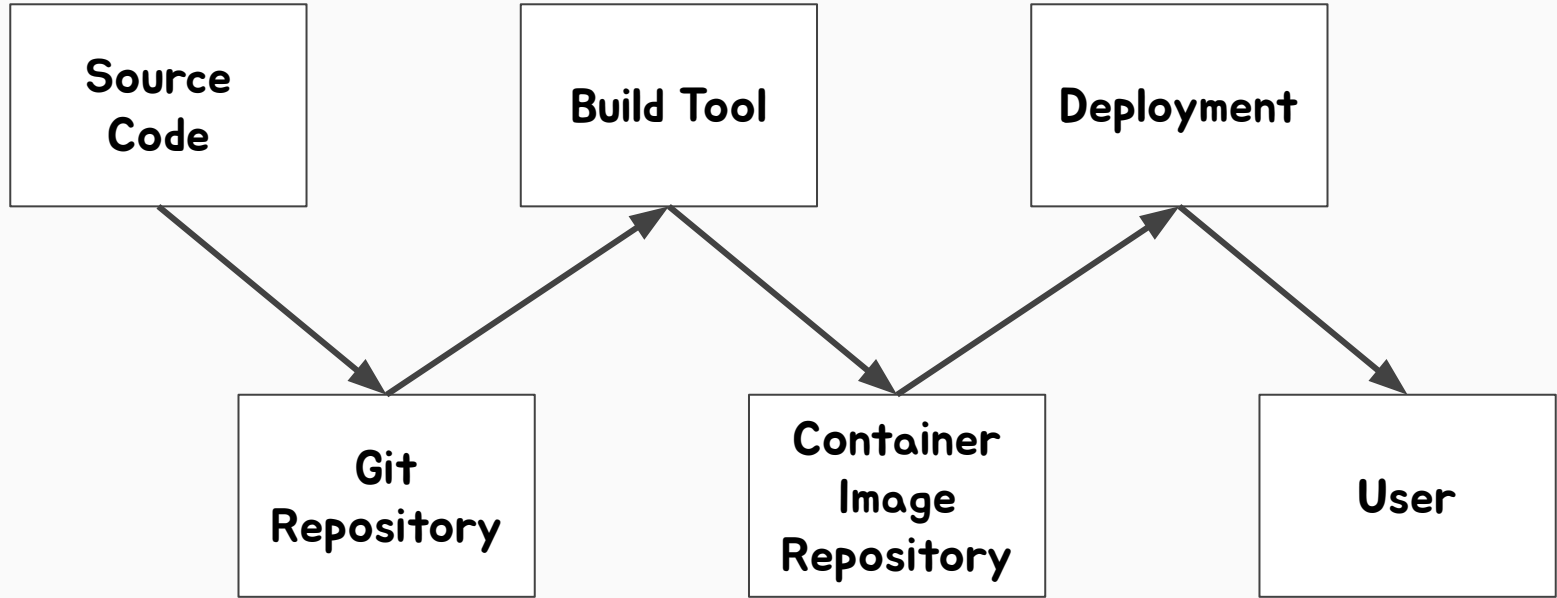 Source
Code
Build Tool
Deployment
Git
Repository
Container
Image
Repository
User